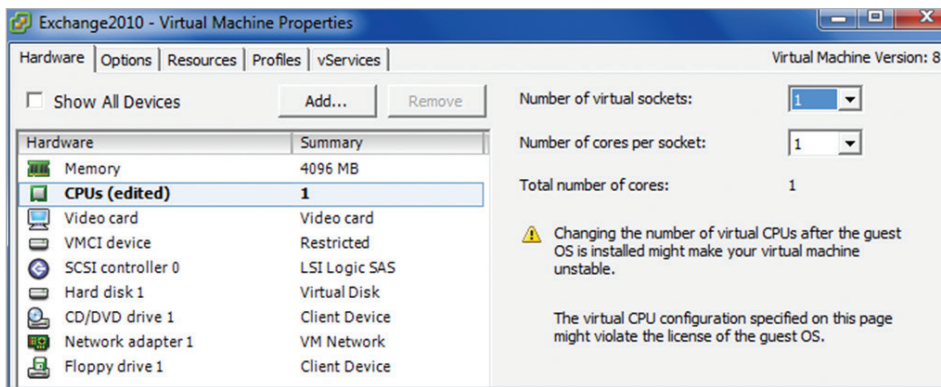 Exchange2010 - Virtual Machine Properties
Hardware Options Resources Profiles vServices Virtual Machine Version: 8
Show All Devices Add... Remove
Hardware Summary
Memory 4096 MB
CPUs (edited) 1
Video card Video card
VMCI device Restricted
SCSI controller 0 LSI Logic SAS
Hard disk 1 Virtual Disk
CD/DVD drive 1 Client Device
Network adapter 1 VM Network
Floppy drive 1 Client Device
Number of virtual sockets: 1
Number of cores per socket: 1
Total number of cores: 1
Changing the number of virtual CPUs after the guest
OS is installed might make your virtual machine
unstable.
The virtual CPU configuration specified on this page
might violate the license of the guest OS.